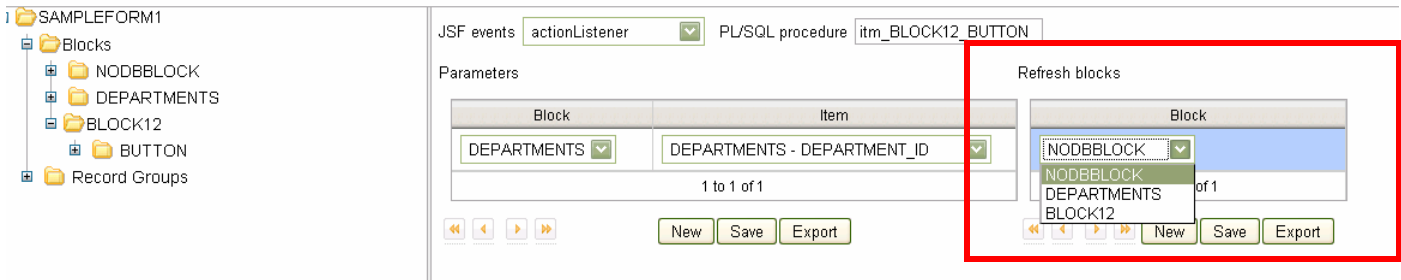 SAMPLEFORM1
Blocks
NODBBLOCK
DEPARTMENTS
BLOCK12
BUTTON
Record Groups
JSF events actionListener PL/SQL procedure itm_BLOCK12_BUTTON
Parameters
Block Item
DEPARTMENTS DEPARTMENTS - DEPARTMENT_ID
1 to 1 of 1
New Save Export
Refresh blocks
Block
NODBBLOCK
NODBBLOCK
DEPARTMENTS
BLOCK12
of 1
New Save Export